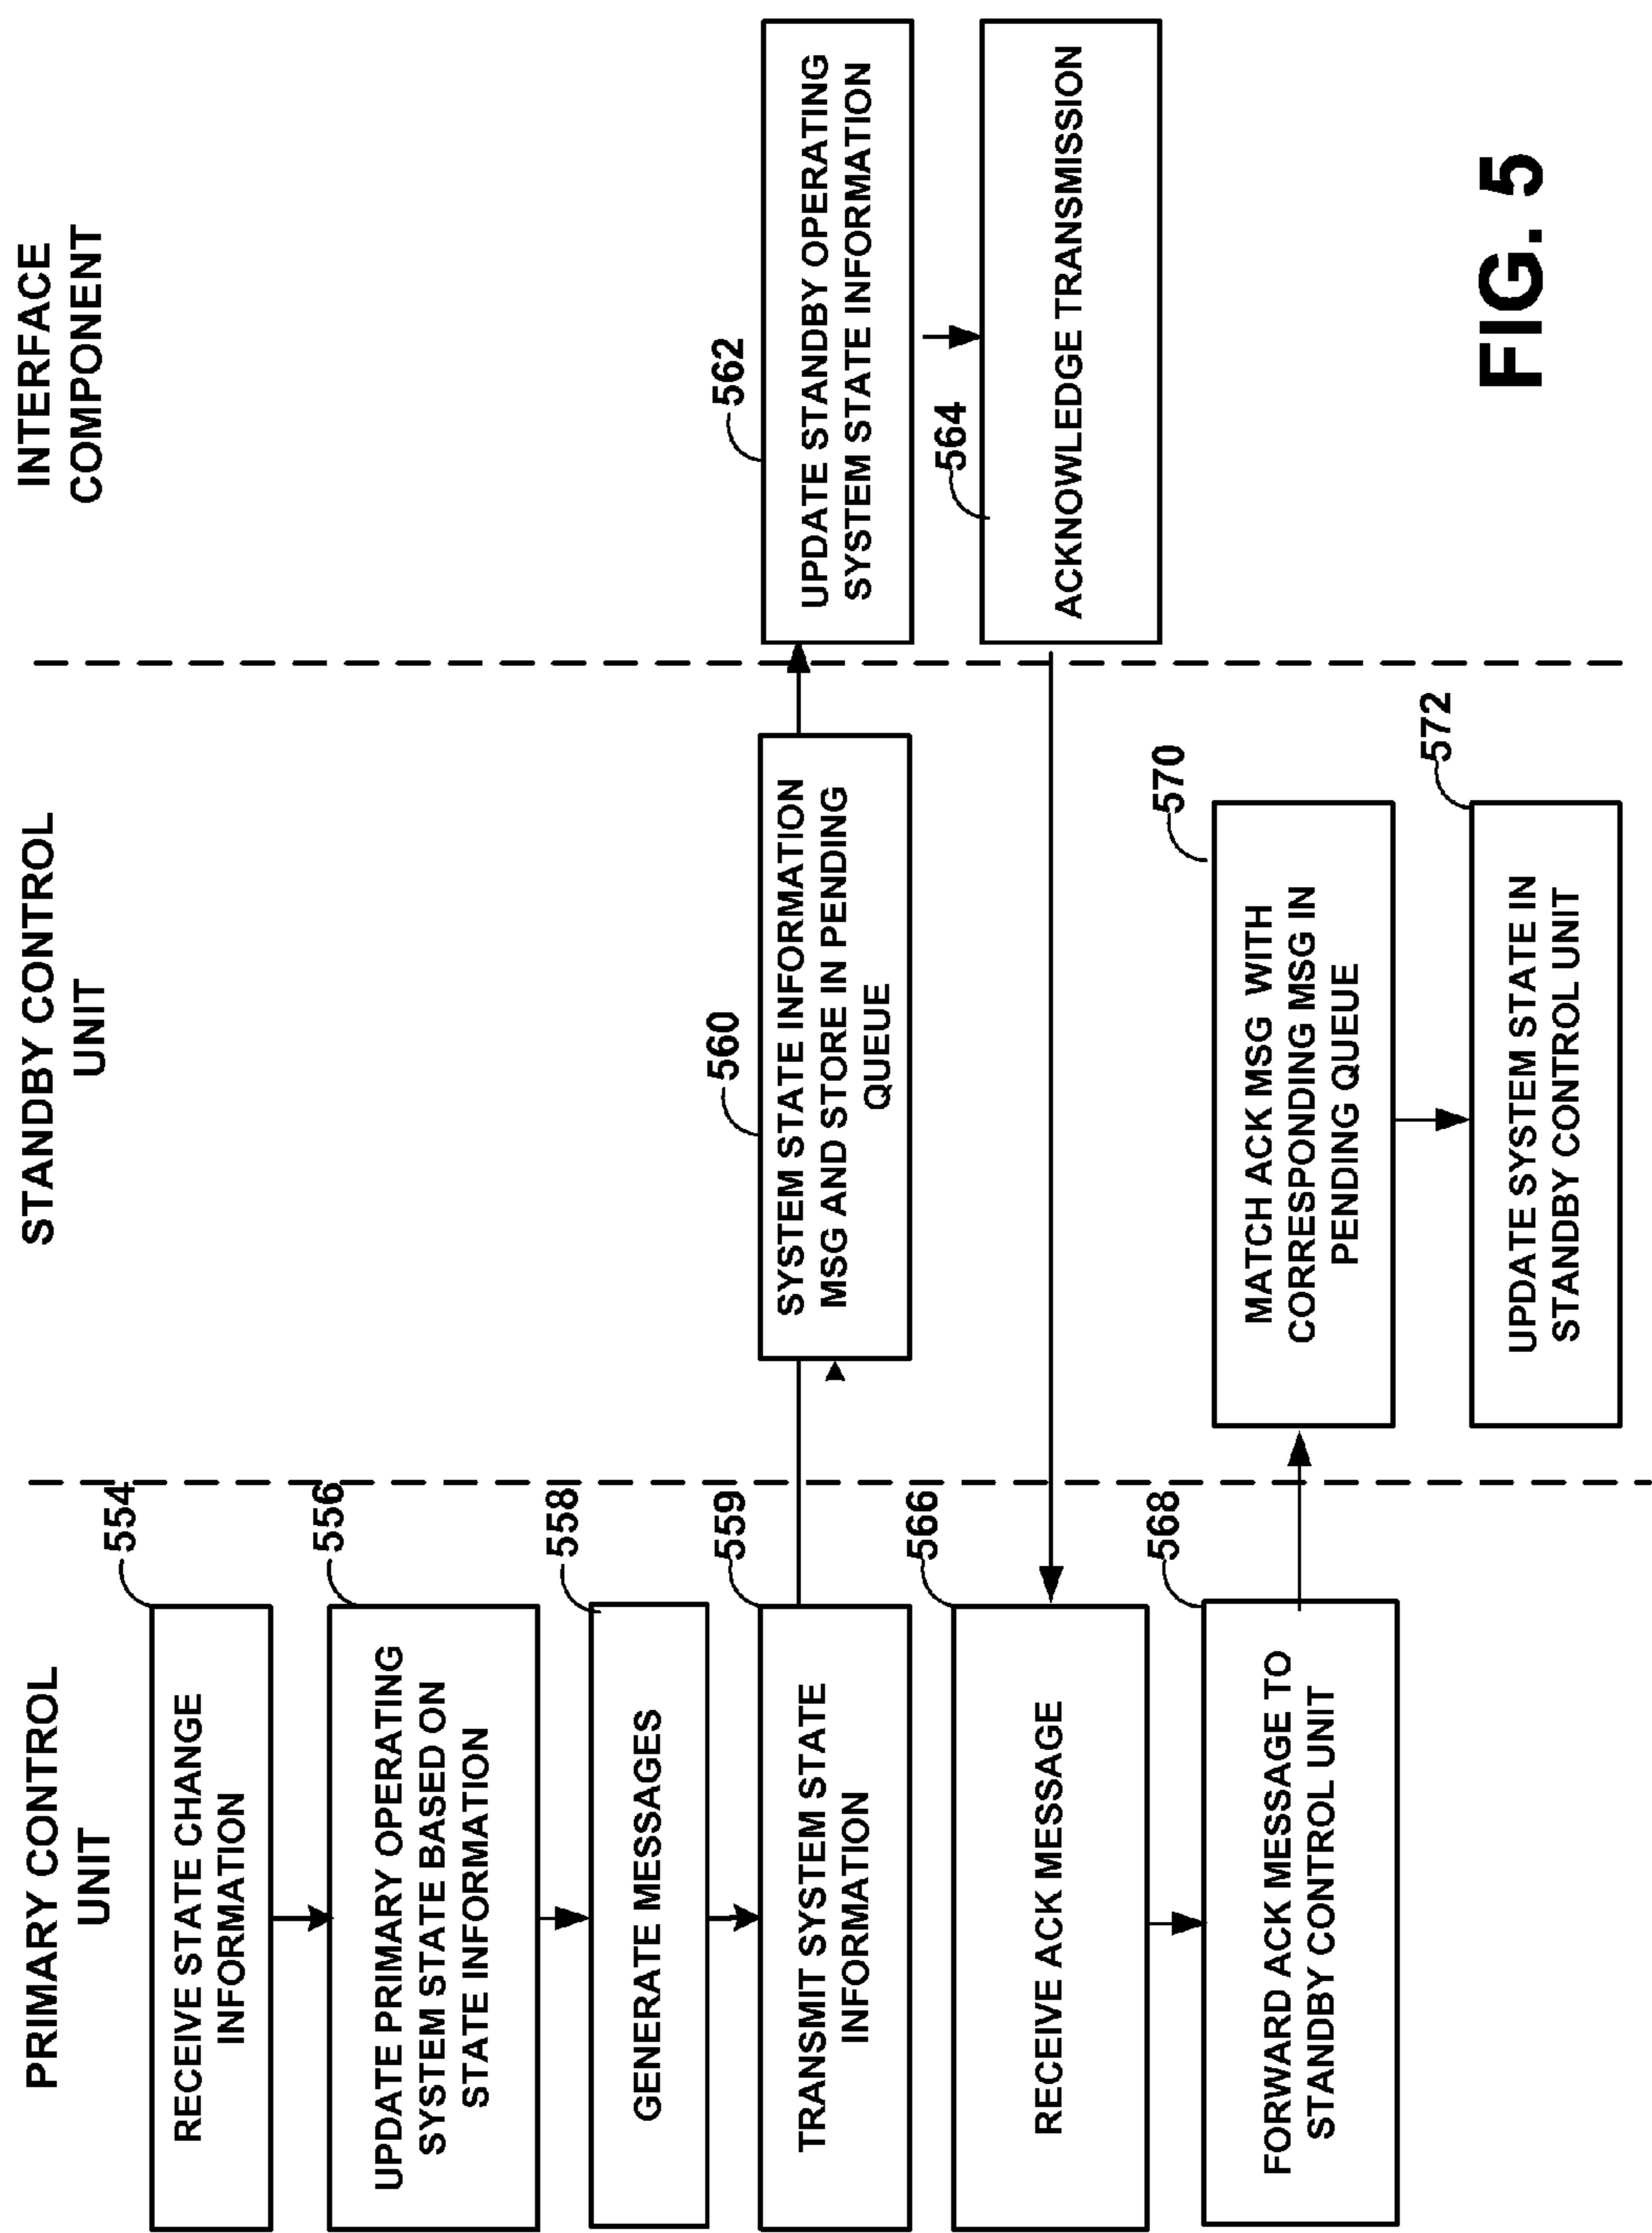 PRIMARY CONTROL
UNIT
STANDBY CONTROL
UNIT
INTERFACE
COMPONENT
554
RECEIVE STATE CHANGE
INFORMATION
556
UPDATE PRIMARY OPERATING
SYSTEM STATE BASED ON
STATE INFORMATION
558
GENERATE MESSAGES
559
TRANSMIT SYSTEM STATE
INFORMATION
560
SYSTEM STATE INFORMATION
MSG AND STORE IN PENDING
QUEUE
562
UPDATE STANDBY OPERATING
SYSTEM STATE INFORMATION
564
ACKNOWLEDGE TRANSMISSION
566
RECEIVE ACK MESSAGE
568
FORWARD ACK MESSAGE TO
STANDBY CONTROL UNIT
570
MATCH ACK MSG WITH
CORRESPONDING MSG IN
PENDING QUEUE
572
UPDATE SYSTEM STATE IN
STANDBY CONTROL UNIT
FIG. 5